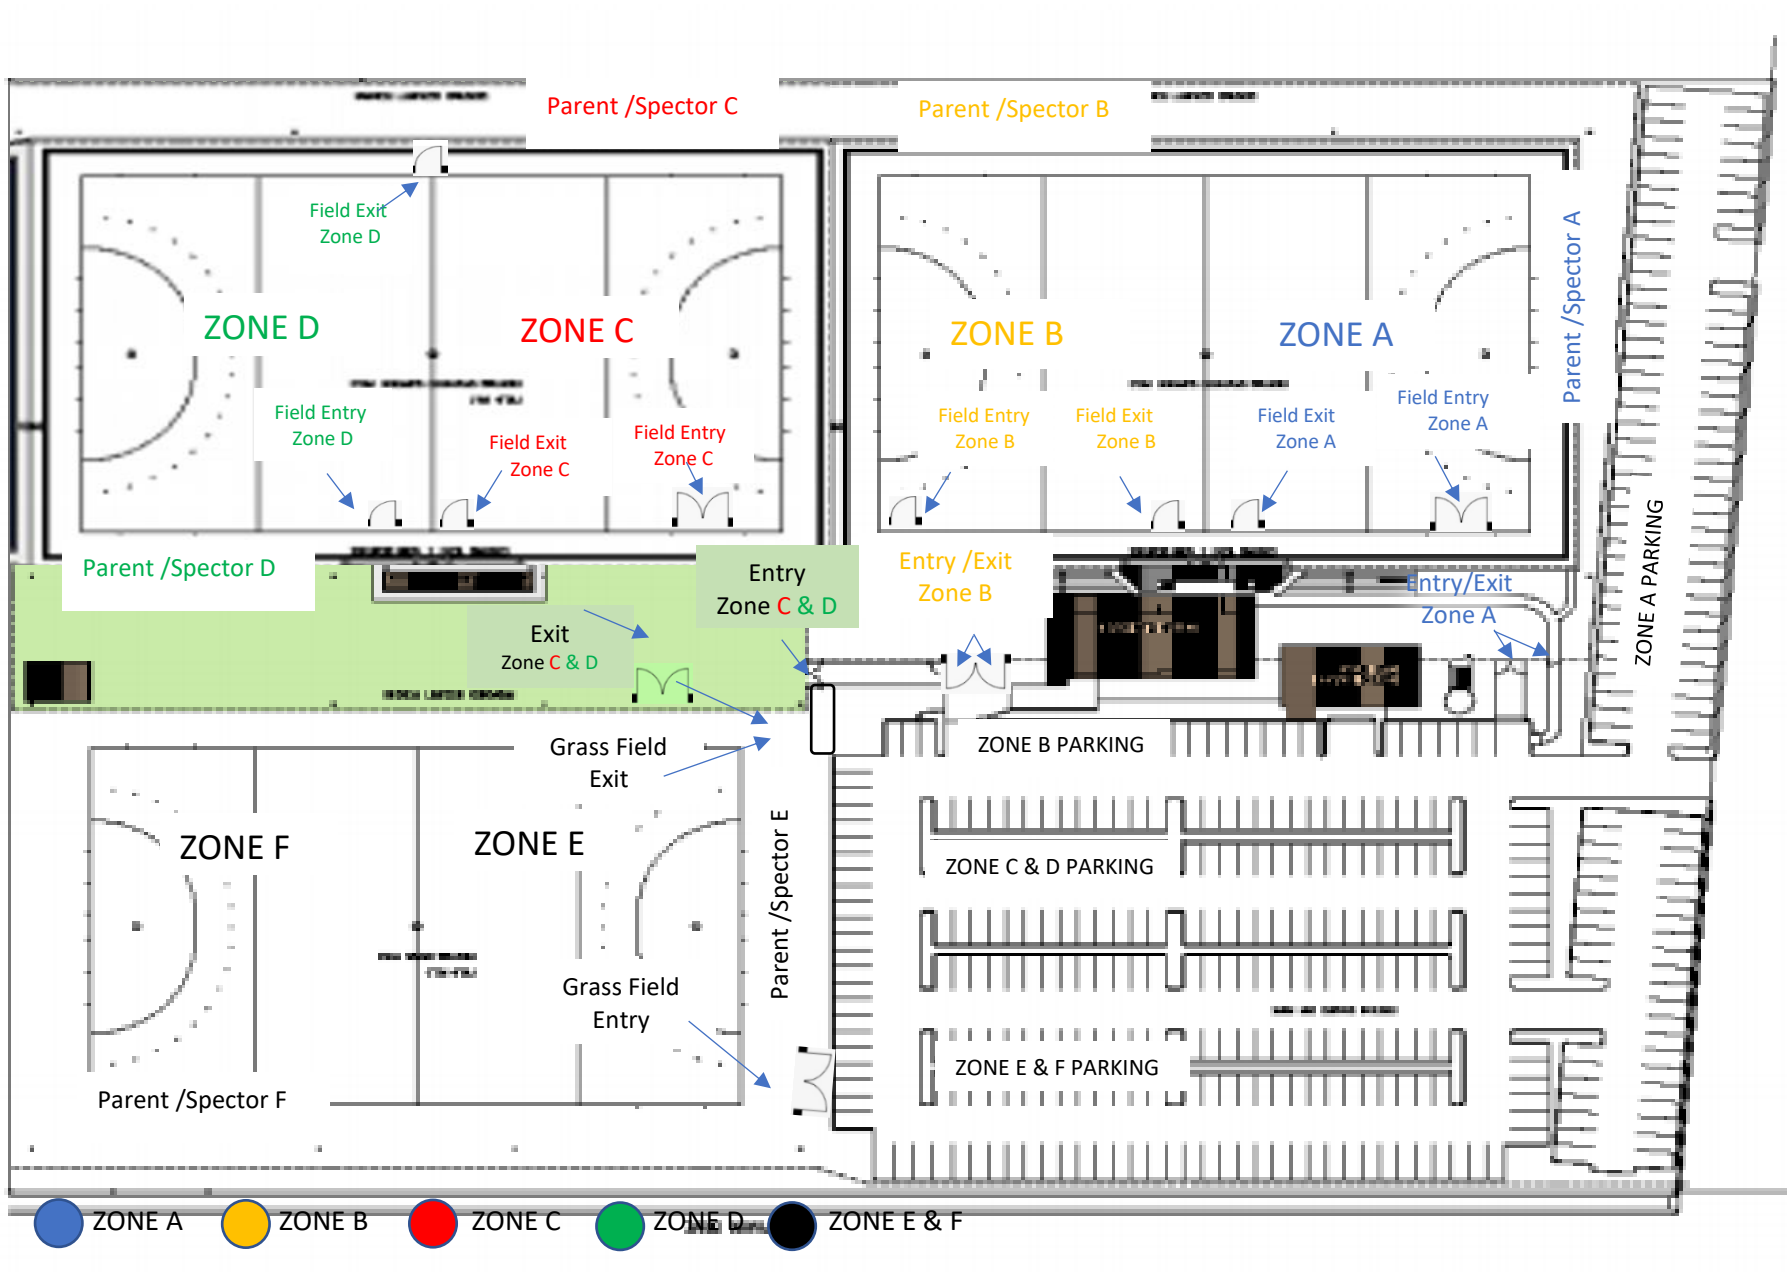 Parent /Spector C
Parent /Spector B
Field Exit
Zone D
Parent /Spector A
ZONE D
ZONE C
ZONE B
ZONE A
Field Entry
Zone D
Field Exit
Zone C
Field Entry
Zone C
Field Entry
Zone B
Field Exit
Zone B
Field Exit
Zone A
Field Entry
Zone A
ZONE A PARKING
Parent /Spector D
Entry
Zone C & D
Entry /Exit
Zone B
Entry/Exit
Zone A
Exit
Zone C & D
Grass Field
Exit
ZONE B PARKING
ZONE F
ZONE E
Parent /Spector E
ZONE C & D PARKING
Grass Field
Entry
ZONE E & F PARKING
Parent /Spector F
ZONE A
ZONE B
ZONE C
ZONE D
ZONE E & F